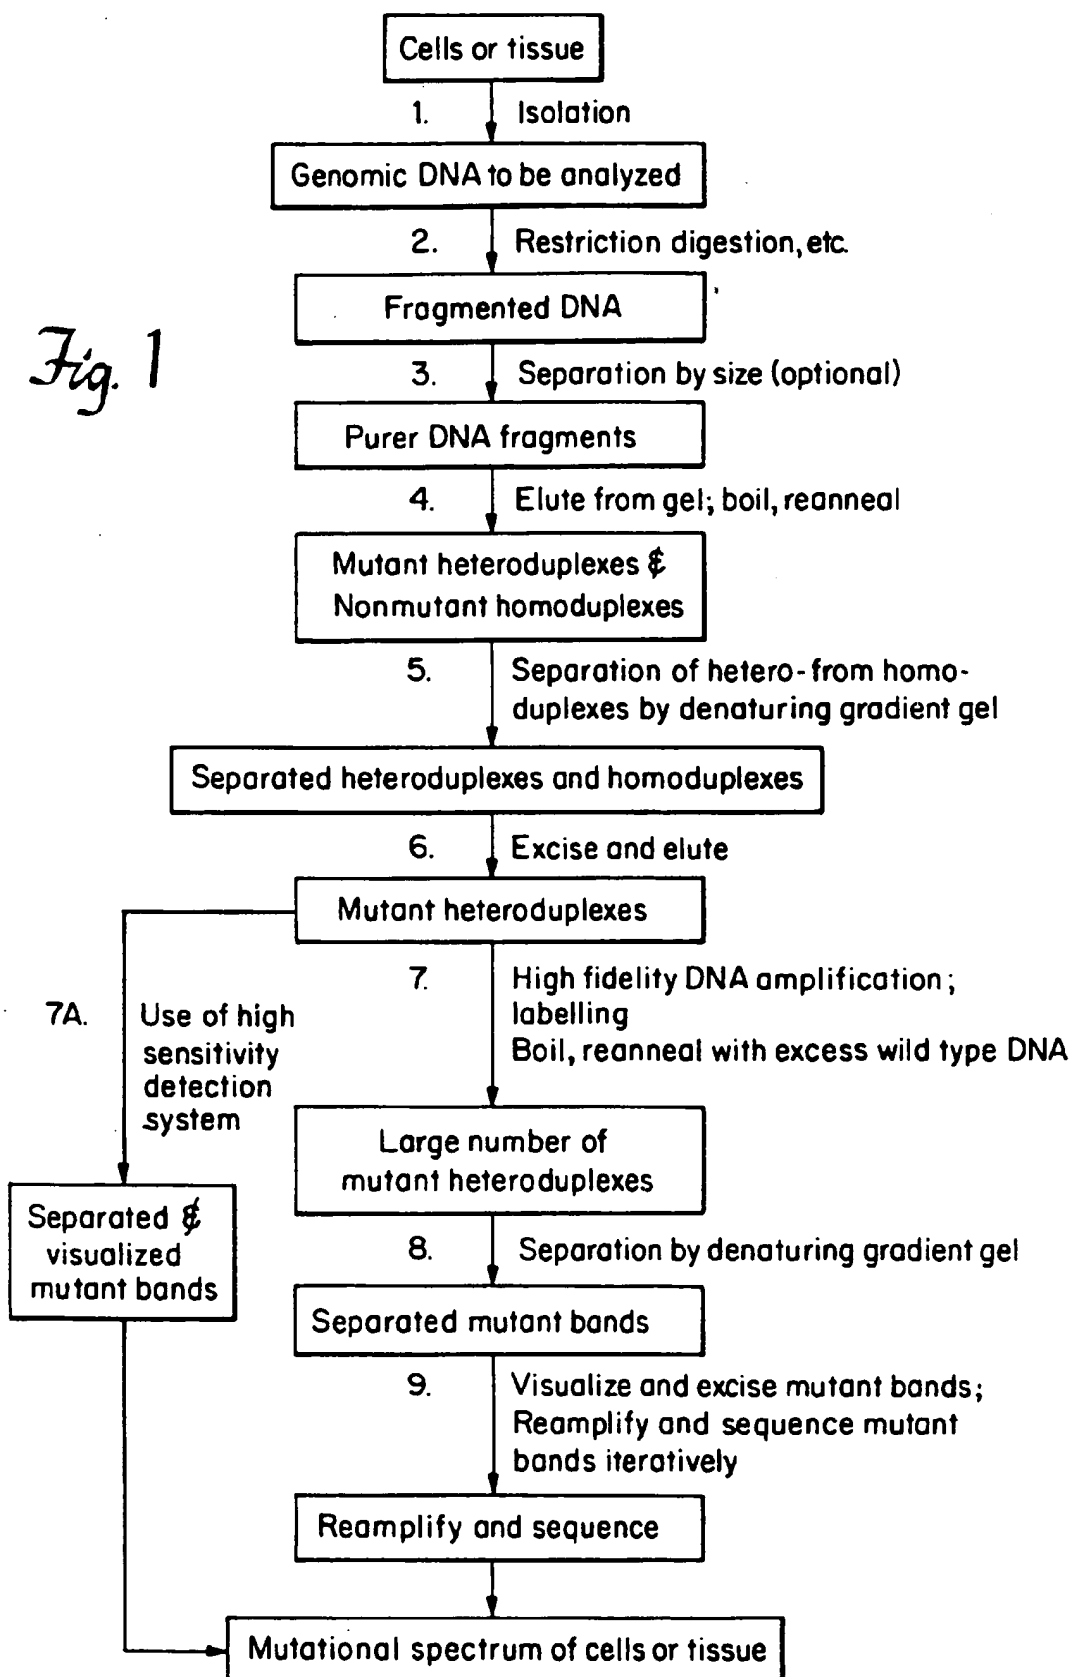 Cells or tissue
1. Isolation
Genomic DNA to be analyzed
2. Restriction digestion, etc.
Fragmented DNA
Fig. 1
3. Separation by size (optional)
Purer DNA fragments
4. Elute from gel; boil, reanneal
Mutant heteroduplexes &
Nonmutant homoduplexes
5. Separation of hetero-from homo-
duplexes by denaturing gradient gel
Separated heteroduplexes and homoduplexes
6. Excise and elute
Mutant heteroduplexes
7. High fidelity DNA amplification;
labelling
Boil, reanneal with excess wild type DNA
7A. Use of high
sensitivity
detection
system
Large number of
mutant heteroduplexes
Separated &
visualized
mutant bands
8. Separation by denaturing gradient gel
Separated mutant bands
9. Visualize and excise mutant bands;
Reamplify and sequence mutant
bands iteratively
Reamplify and sequence
Mutational spectrum of cells or tissue